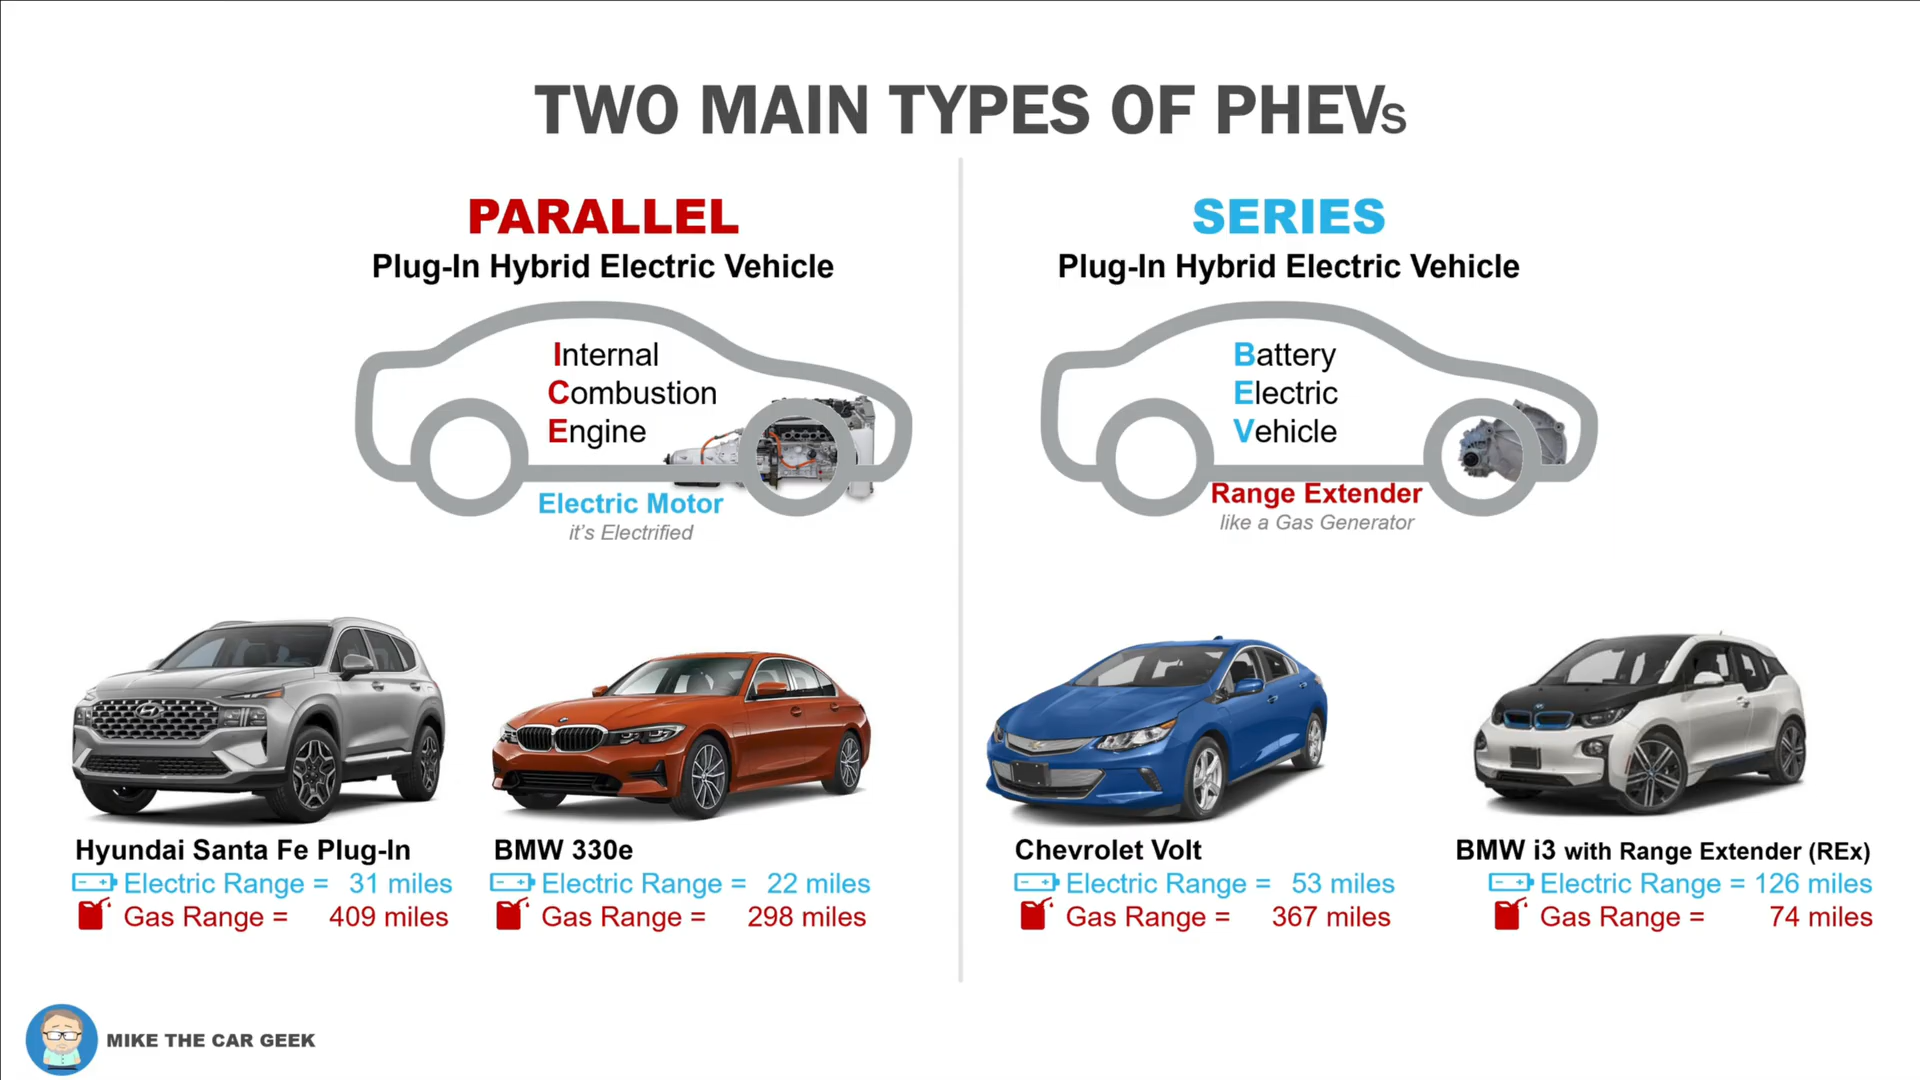 TWO MAIN TYPES OF PHEVs
PARALLEL
Plug-In Hybrid Electric Vehicle
Internal
Combustion
Engine
Electric Motor
it's Electrified
Hyundai Santa Fe Plug-In
Electric Range = 31 miles
Gas Range = 409 miles
BMW 330e
Electric Range = 22 miles
Gas Range = 298 miles
SERIES
Plug-In Hybrid Electric Vehicle
Battery
Electric
Vehicle
Range Extender
like a Gas Generator
Chevrolet Volt
Electric Range = 53 miles
Gas Range = 367 miles
BMW i3 with Range Extender (REx)
Electric Range = 126 miles
Gas Range = 74 miles
MIKE THE CAR GEEK